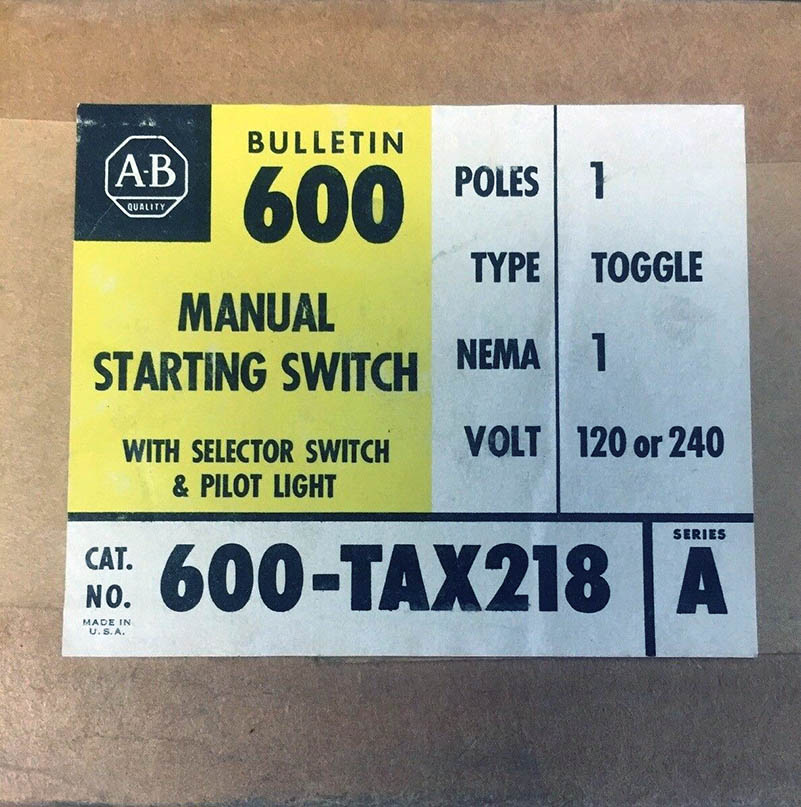 A-B
QUALITY
BULLETIN
600
MANUAL
STARTING SWITCH
WITH SELECTOR SWITCH
& PILOT LIGHT
POLES 1
TYPE TOGGLE
NEMA 1
VOLT 120 or 240
CAT.
NO.
MADE IN
U.S.A.
600-TAX218
SERIES
A